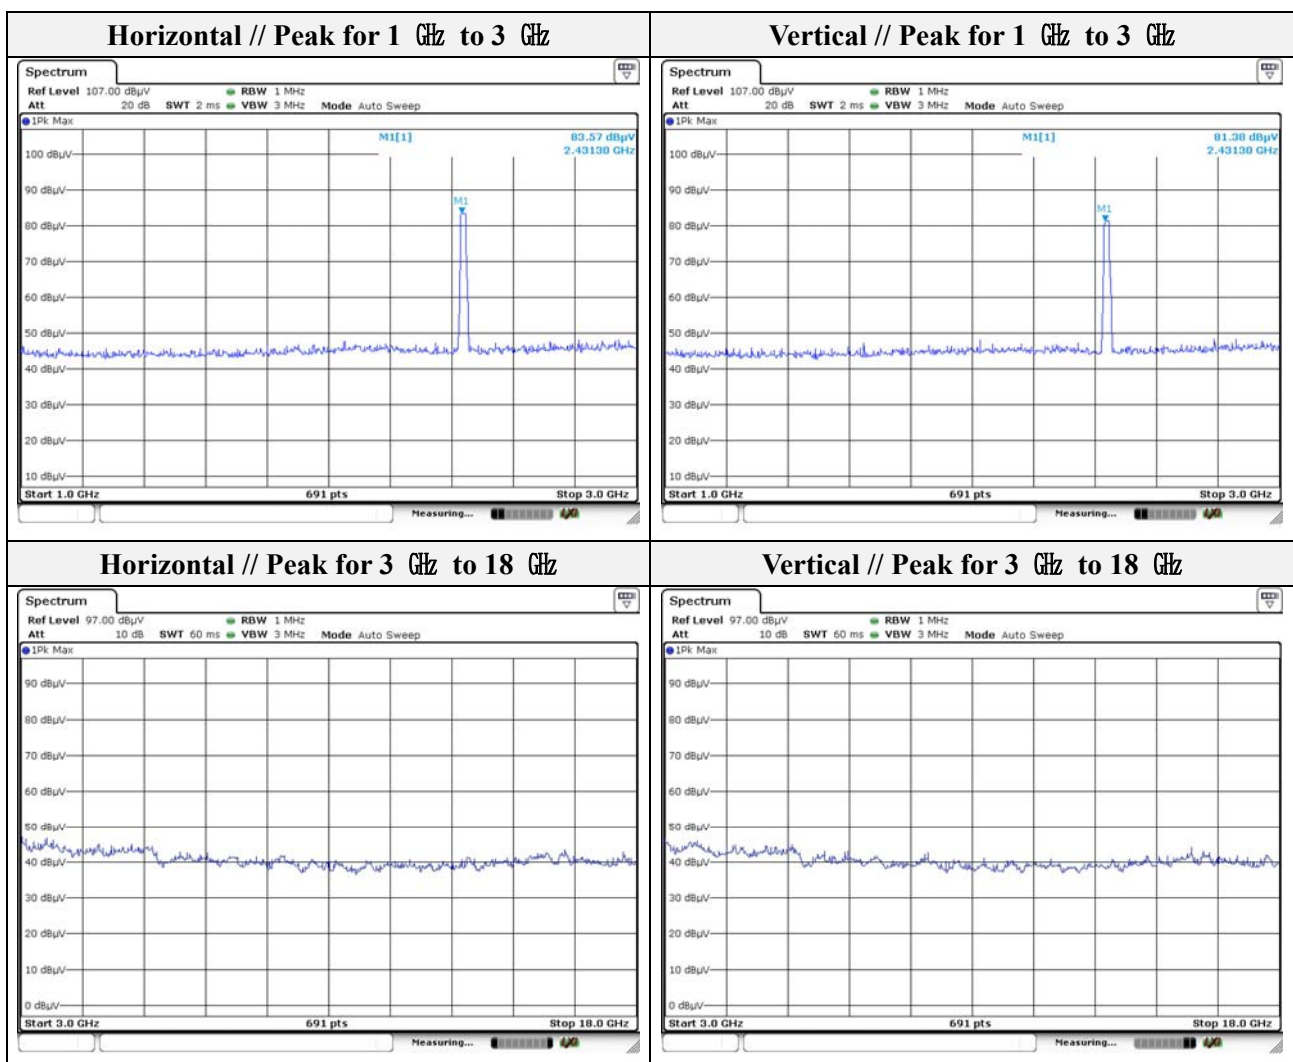 Horizontal // Peak for 1 ㎓ to 3 ㎓
Spectrum
Ref Level 107.00 dBµV RBW 1 MHz
Att 20 dB SWT 2 ms VBW 3 MHz Mode Auto Sweep
1Pk Max
M1[1] 83.57 dBµV
2.43130 GHz
100 dBµV
90 dBµV
M1
80 dBµV
70 dBµV
60 dBµV
50 dBµV
40 dBµV
30 dBµV
20 dBµV
10 dBµV
Start 1.0 GHz 691 pts Stop 3.0 GHz
Measuring...
Vertical // Peak for 1 ㎓ to 3 ㎓
Spectrum
Ref Level 107.00 dBµV RBW 1 MHz
Att 20 dB SWT 2 ms VBW 3 MHz Mode Auto Sweep
1Pk Max
M1[1] 81.38 dBµV
2.43130 GHz
100 dBµV
90 dBµV
M1
80 dBµV
70 dBµV
60 dBµV
50 dBµV
40 dBµV
30 dBµV
20 dBµV
10 dBµV
Start 1.0 GHz 691 pts Stop 3.0 GHz
Measuring...
Horizontal // Peak for 3 ㎓ to 18 ㎓
Spectrum
Ref Level 97.00 dBµV RBW 1 MHz
Att 10 dB SWT 60 ms VBW 3 MHz Mode Auto Sweep
1Pk Max
90 dBµV
80 dBµV
70 dBµV
60 dBµV
50 dBµV
40 dBµV
30 dBµV
20 dBµV
10 dBµV
0 dBµV
Start 3.0 GHz 691 pts Stop 18.0 GHz
Measuring...
Vertical // Peak for 3 ㎓ to 18 ㎓
Spectrum
Ref Level 97.00 dBµV RBW 1 MHz
Att 10 dB SWT 60 ms VBW 3 MHz Mode Auto Sweep
1Pk Max
90 dBµV
80 dBµV
70 dBµV
60 dBµV
50 dBµV
40 dBµV
30 dBµV
20 dBµV
10 dBµV
0 dBµV
Start 3.0 GHz 691 pts Stop 18.0 GHz
Measuring...